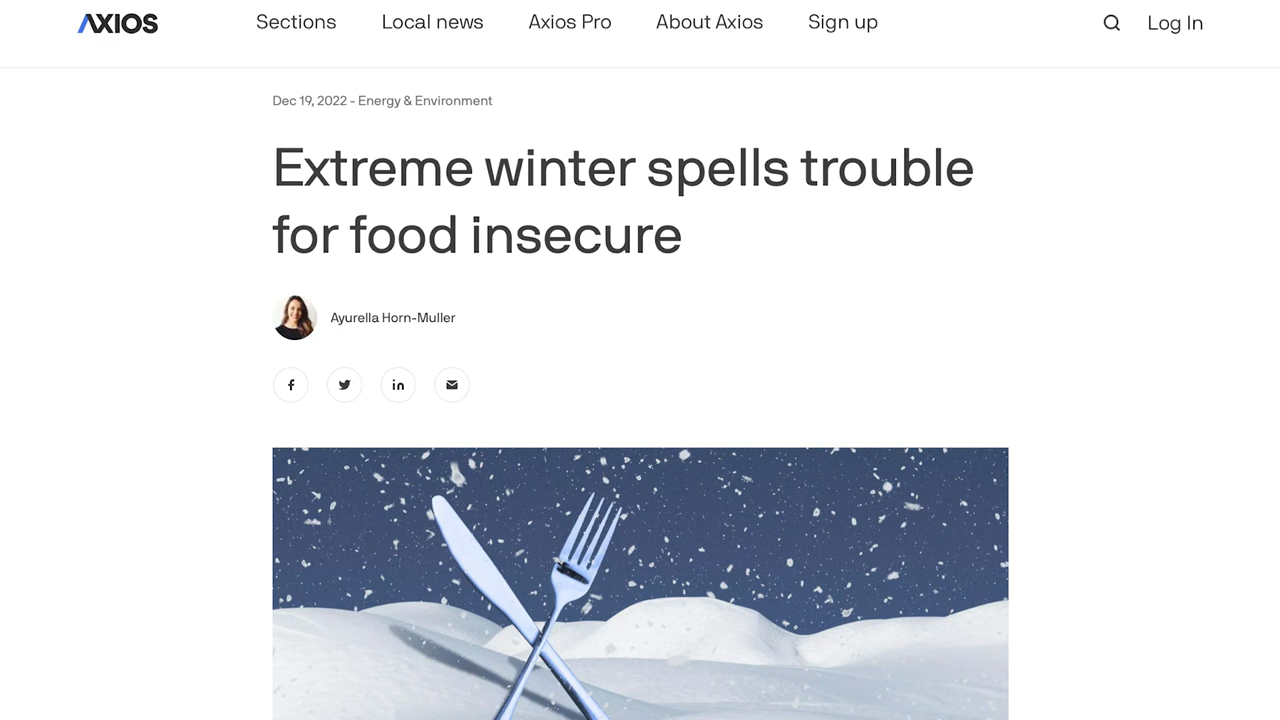 AXIOS Sections Local news Axios Pro About Axios Sign up Log In
Dec 19, 2022 - Energy & Environment
Extreme winter spells trouble
for food insecure
Ayurella Horn-Muller